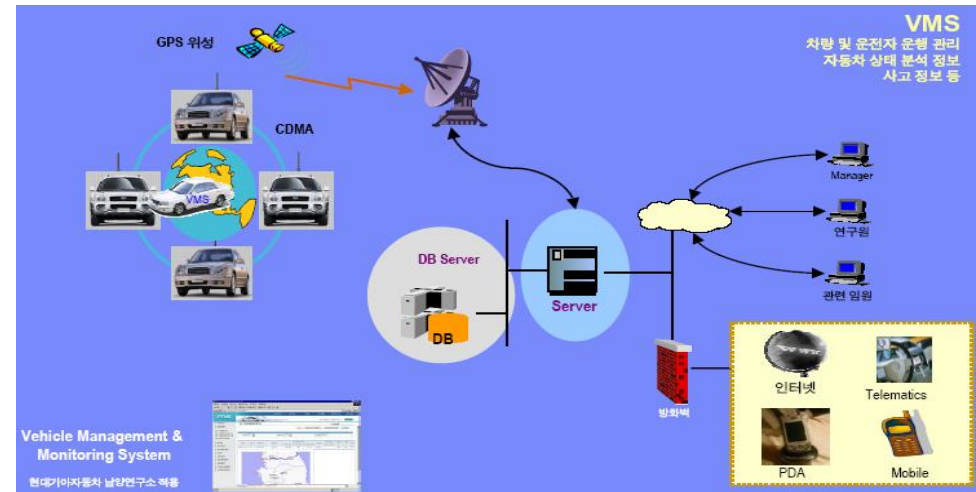 VMS
차량 및 운전자 운행 관리
자동차 상태 분석 정보
사고 정보 등
GPS 위성
CDMA
VMS
Manager
연구원
관련 임원
DB Server
DB
Server
방화벽
인터넷
Telematics
PDA
Mobile
Vehicle Management &
Monitoring System
현대기아자동차 남양연구소 적용